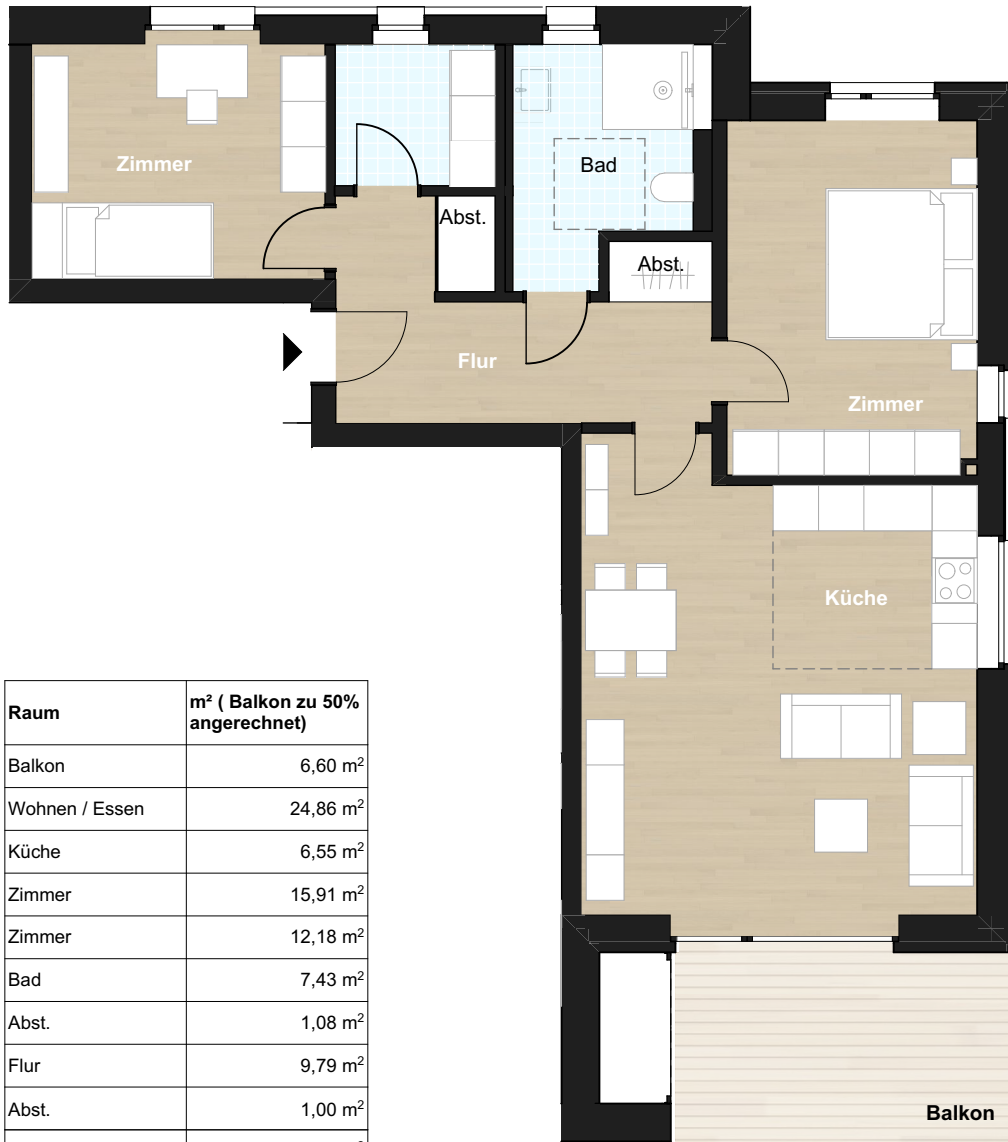 Zimmer
Bad
Abst.
Abst.
Flur
Zimmer
Küche
Balkon
Raum
m² ( Balkon zu 50%
angerechnet)
Balkon 6,60 m²
Wohnen / Essen 24,86 m²
Küche 6,55 m²
Zimmer 15,91 m²
Zimmer 12,18 m²
Bad 7,43 m²
Abst. 1,08 m²
Flur 9,79 m²
Abst. 1,00 m²